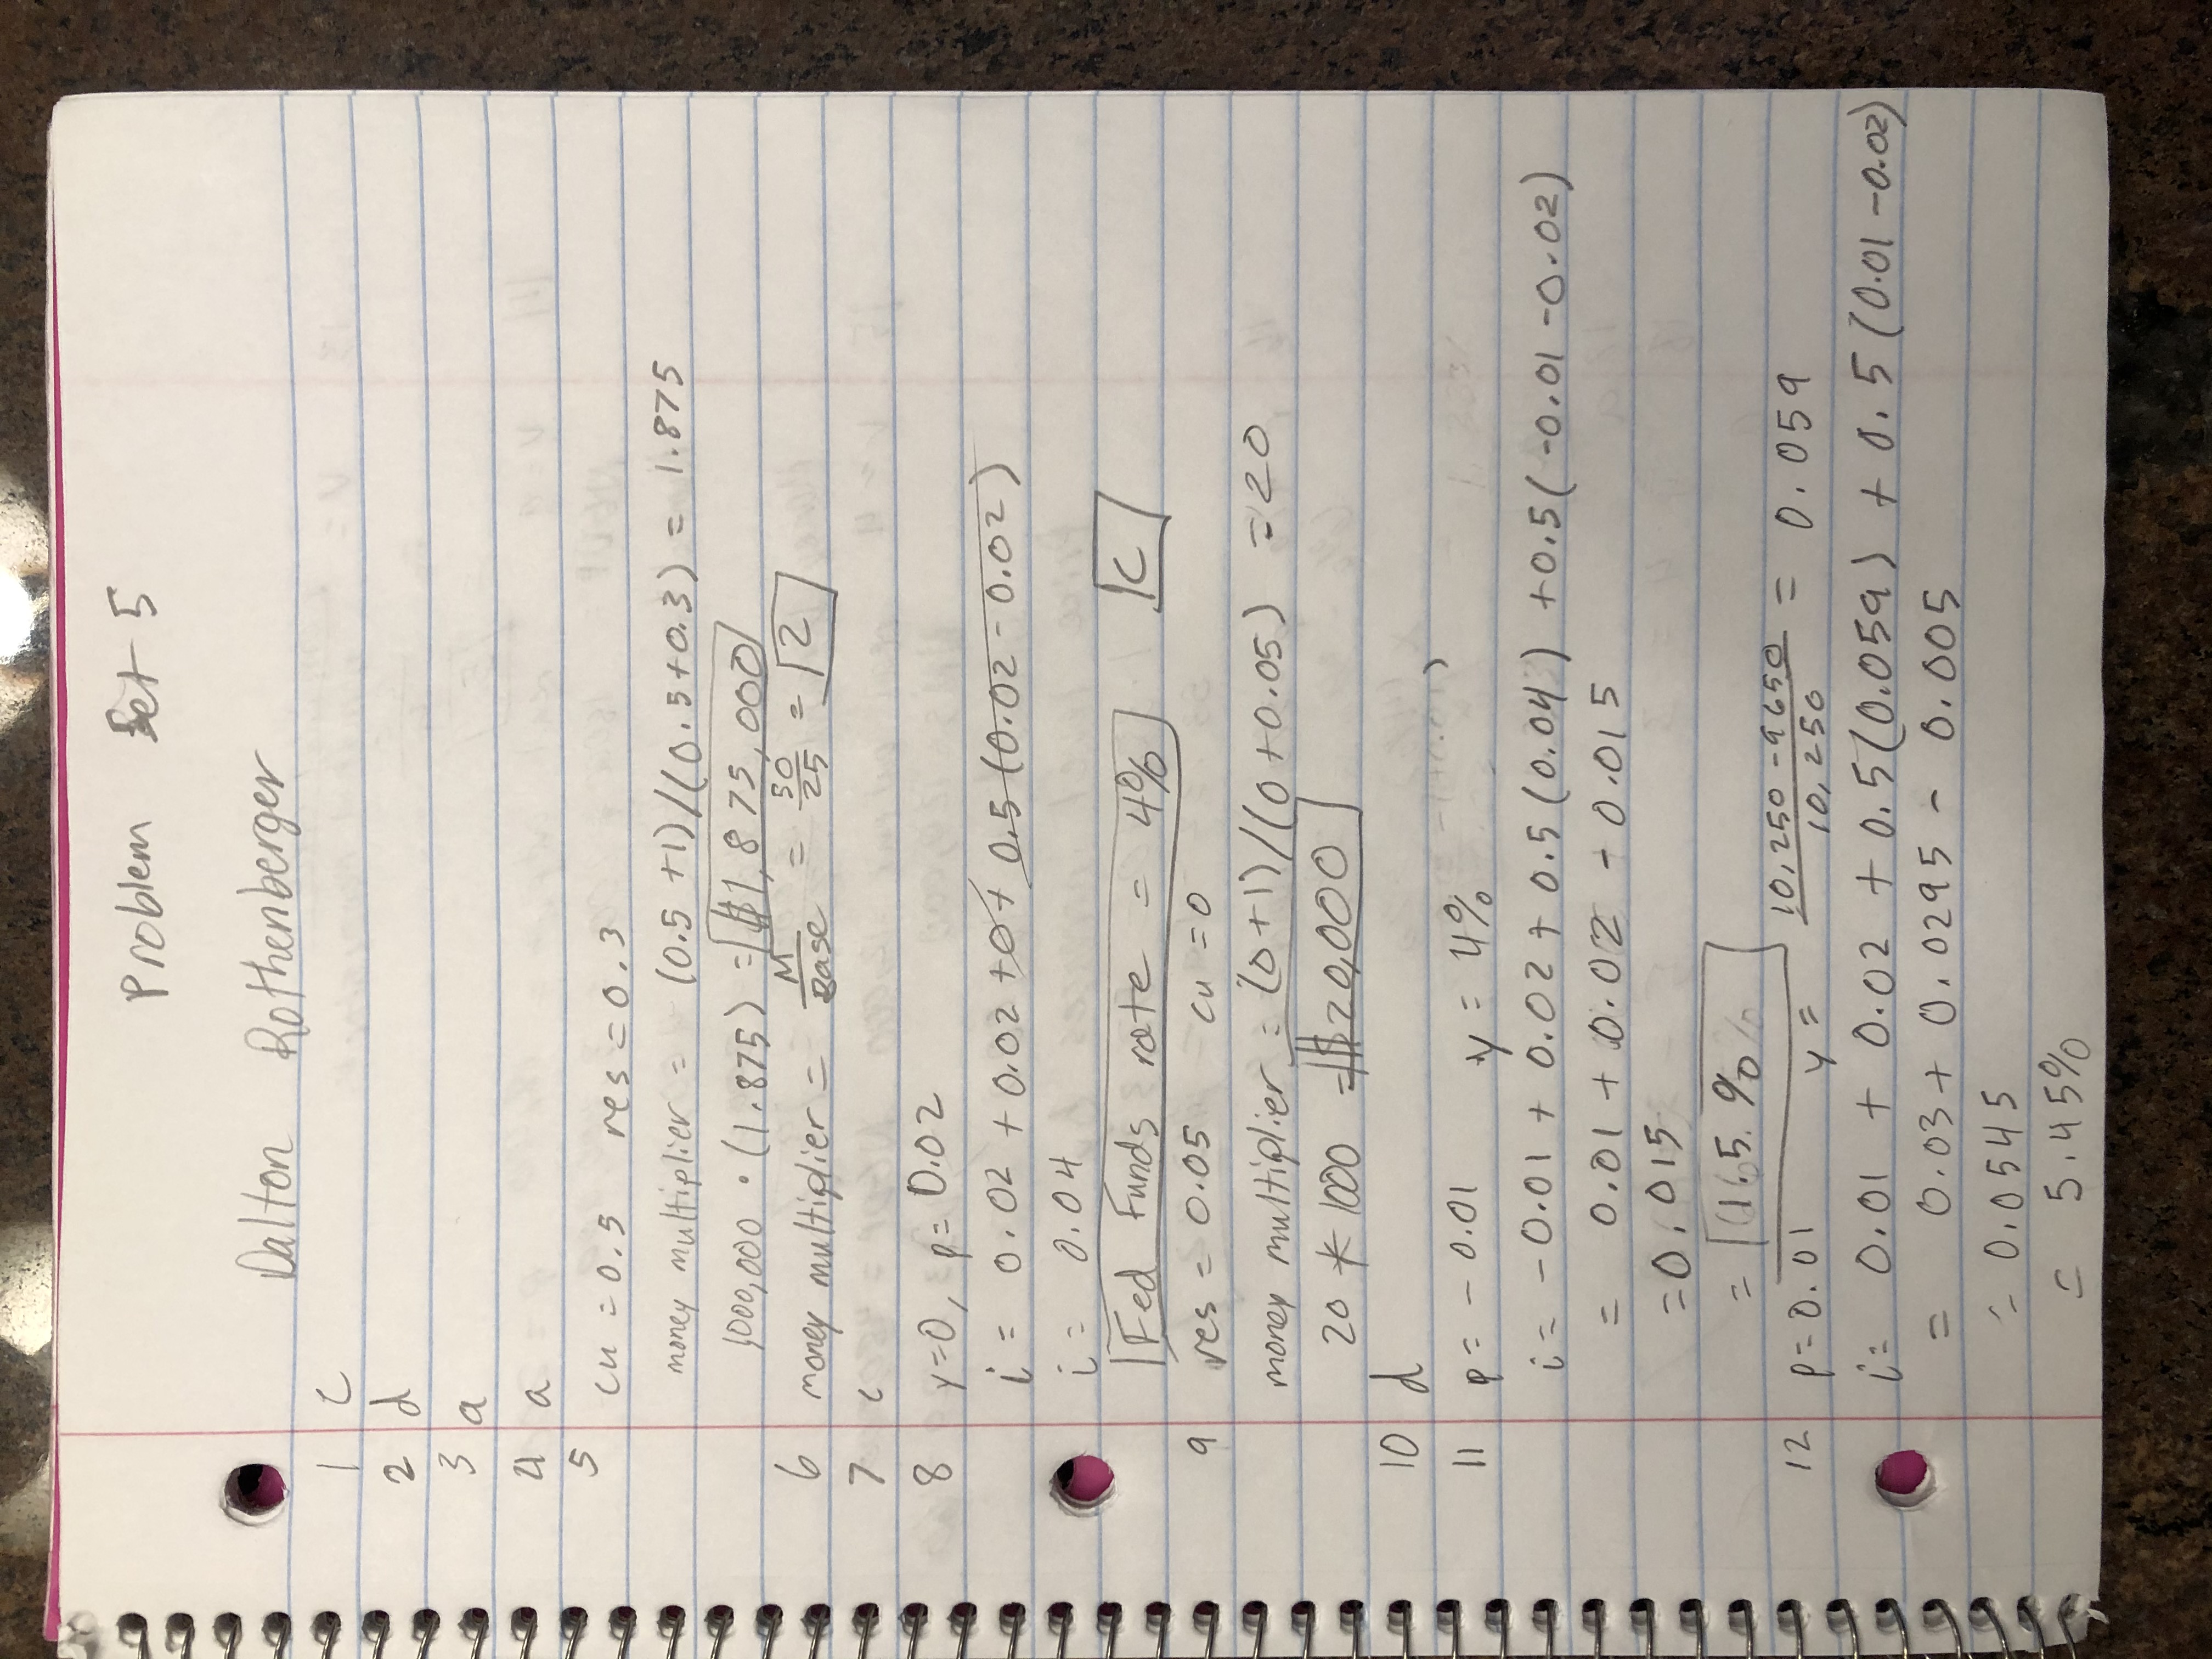 Problem Set 5
Dalton Rothenberger
1 c
2 d
3 a
4 a
5
cu = 0.5 res = 0.3
money multiplier = (0.5 +1)/(0.5+0.3) = 1.875
1000,000 • (1.875) = $1,875,000
6 money multiplier = M/Base = 50/25 = 2
7 c
8 y=0, p= 0.02
i = 0.02 + 0.02 +0+ 0.5(0.02 - 0.02)
i = 0.04
Fed Funds rate = 4% C
9 res = 0.05 cu = 0
money multiplier = (0+1)/(0+0.05) = 20
20 * 1000 = $20,000
10 d
11 p= - 0.01 y = 4%
i= -0.01 + 0.02 + 0.5(0.04) +0.5(-0.01 -0.02)
= 0.01 + 0.02 - 0.015
=0.015
= 1.5 %
12 p=0.01 y= 10,250 -9650/10,250 = 0.059
i= 0.01 + 0.02 + 0.5(0.059) + 0.5(0.01 -0.02)
= 0.03+ 0.0295 - 0.005
= 0.0545
= 5.45%